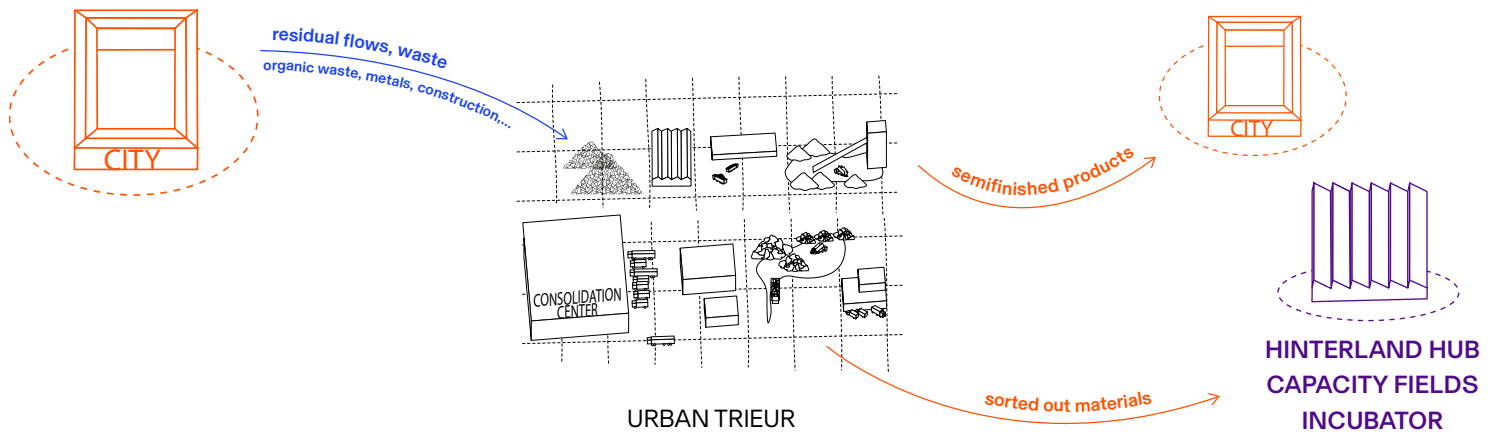 CITY
residual flows, waste
organic waste, metals, construction,...
CONSOLIDATION
CENTER
URBAN TRIEUR
semifinished products
CITY
sorted out materials
HINTERLAND HUB
CAPACITY FIELDS
INCUBATOR